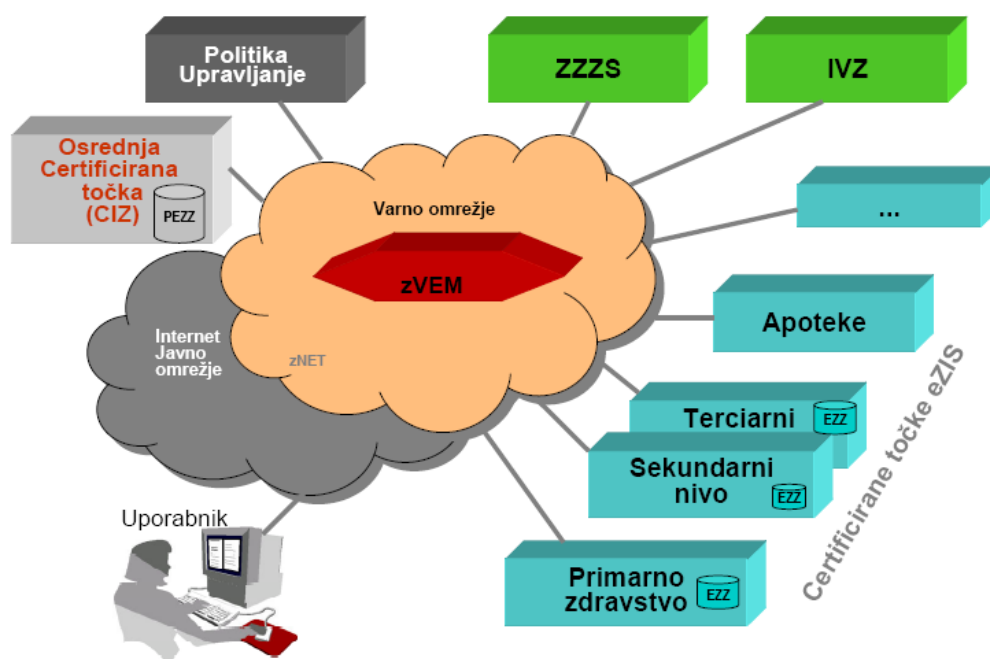 Politika
Upravljanje
ZZZS
IVZ
Osrednja
Certificirana
točka
(CIZ)
PEZZ
Varno omrežje
...
zVEM
Apoteke
Internet
Javno
omrežje
zNET
Terciarni
EZZ
Sekundarni
nivo
EZZ
Uporabnik
Primarno
zdravstvo
EZZ
Certificirane točke eZIS